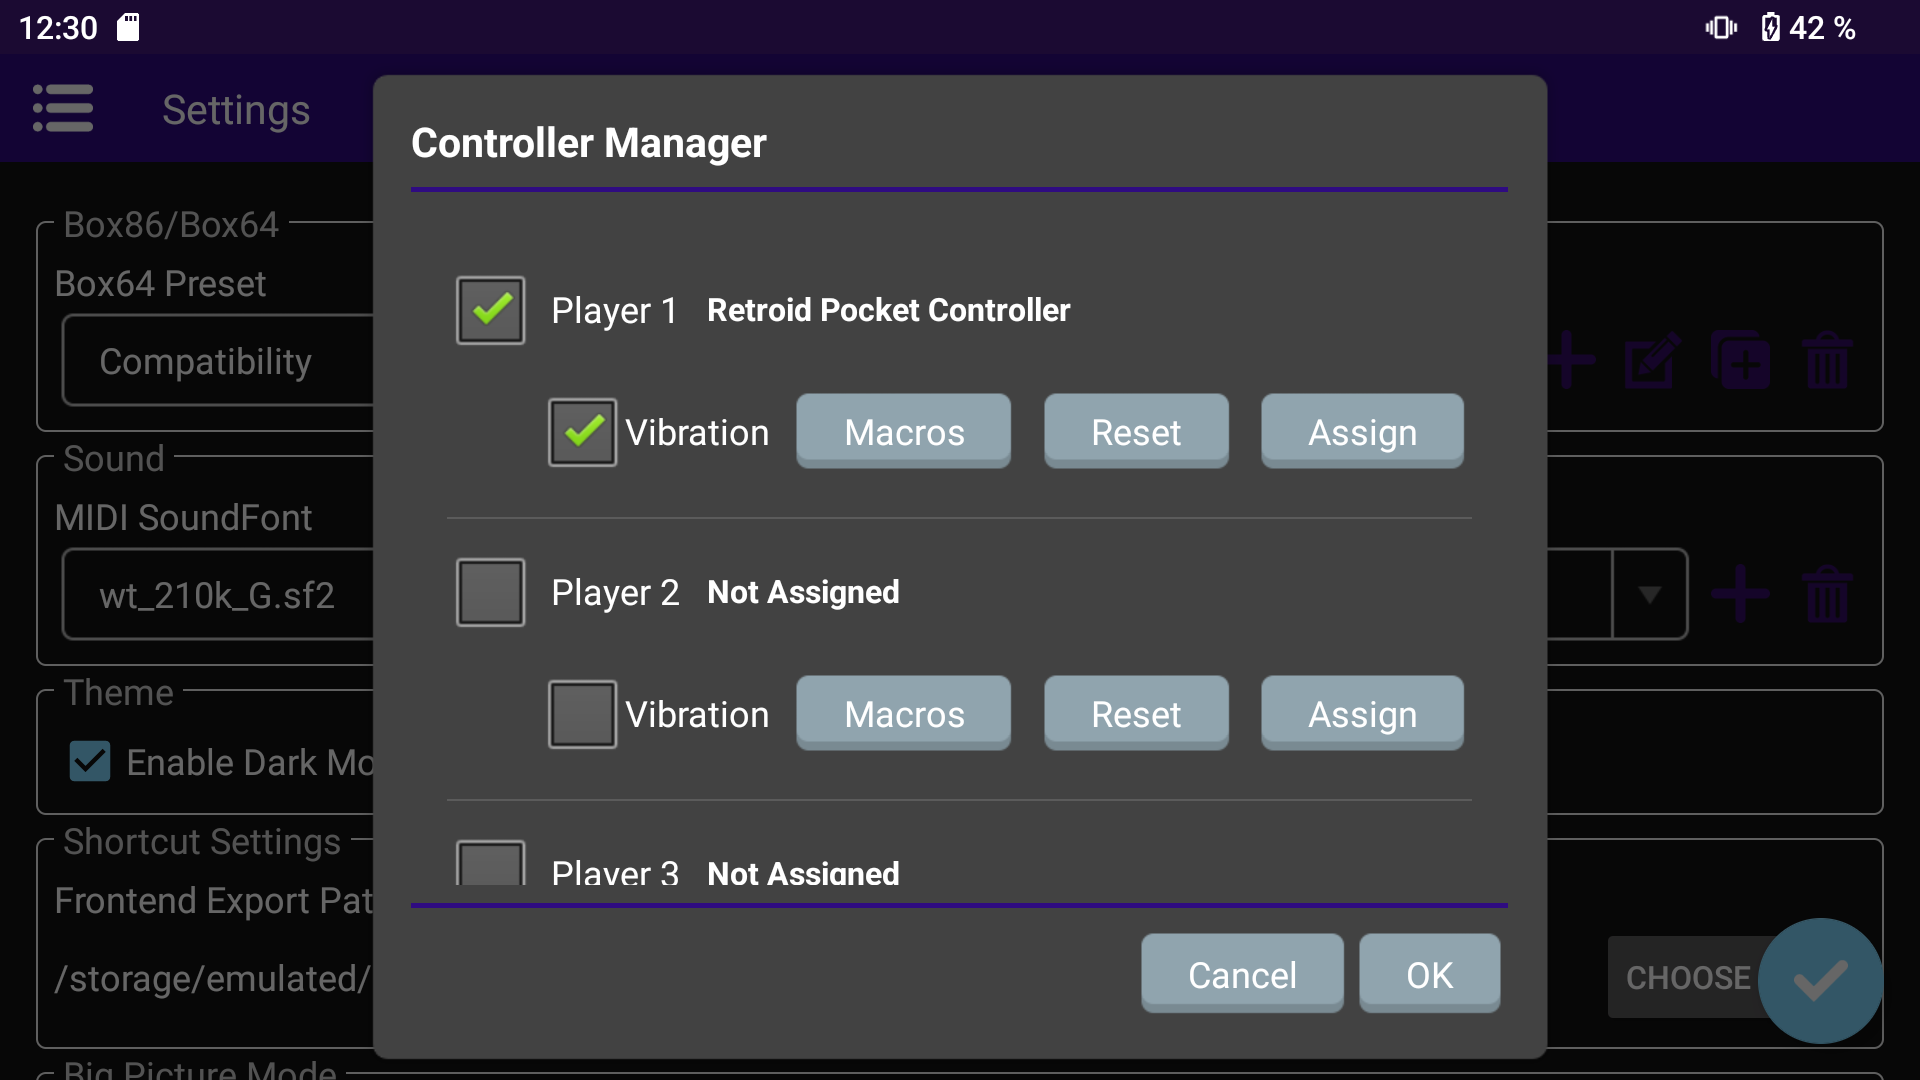 12:30
42 %
Settings
Controller Manager
Box86/Box64
Box64 Preset
Compatibility
Player 1 Retroid Pocket Controller
Vibration Macros Reset Assign
Sound
MIDI SoundFont
wt_210k_G.sf2
Player 2 Not Assigned
Vibration Macros Reset Assign
Theme
Enable Dark Mo
Player 3 Not Assigned
Shortcut Settings
Frontend Export Pat
/storage/emulated/
CHOOSE
Cancel OK
Big Picture Mode